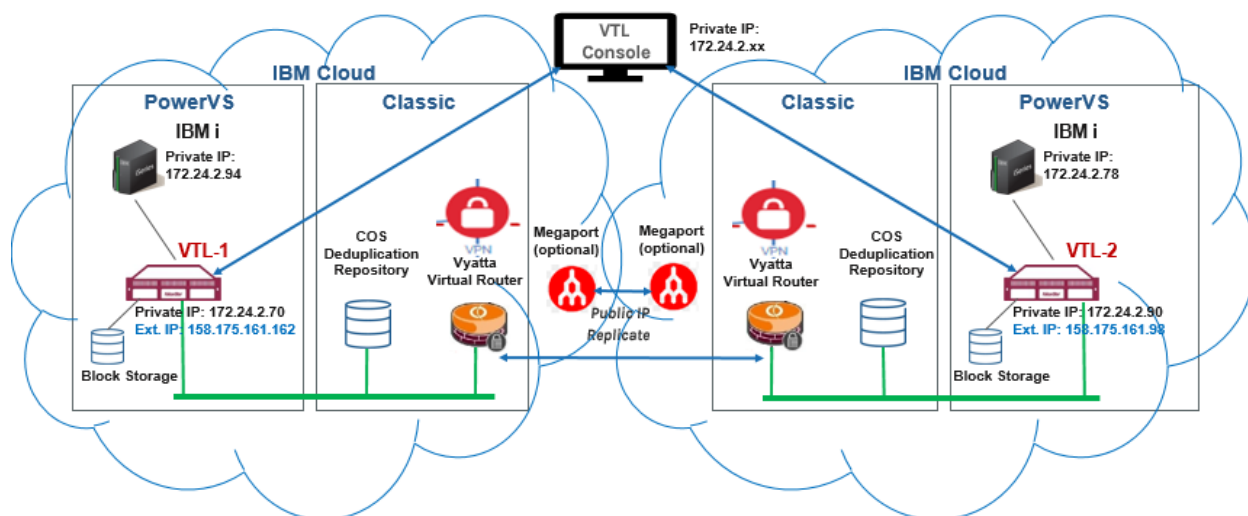 VTL
Console
Private IP:
172.24.2.xx
IBM Cloud
PowerVS
IBM i
Private IP:
172.24.2.94
VTL-1
Private IP: 172.24.2.70
Ext. IP: 158.175.161.162
Block Storage
Classic
COS
Deduplication
Repository
VPN
Vyatta
Virtual Router
Megaport
(optional)
Megaport
(optional)
Public IP
Replicate
IBM Cloud
Classic
VPN
Vyatta
Virtual Router
COS
Deduplication
Repository
PowerVS
IBM i
Private IP:
172.24.2.78
VTL-2
Private IP: 172.24.2.90
Ext. IP: 158.175.161.98
Block Storage